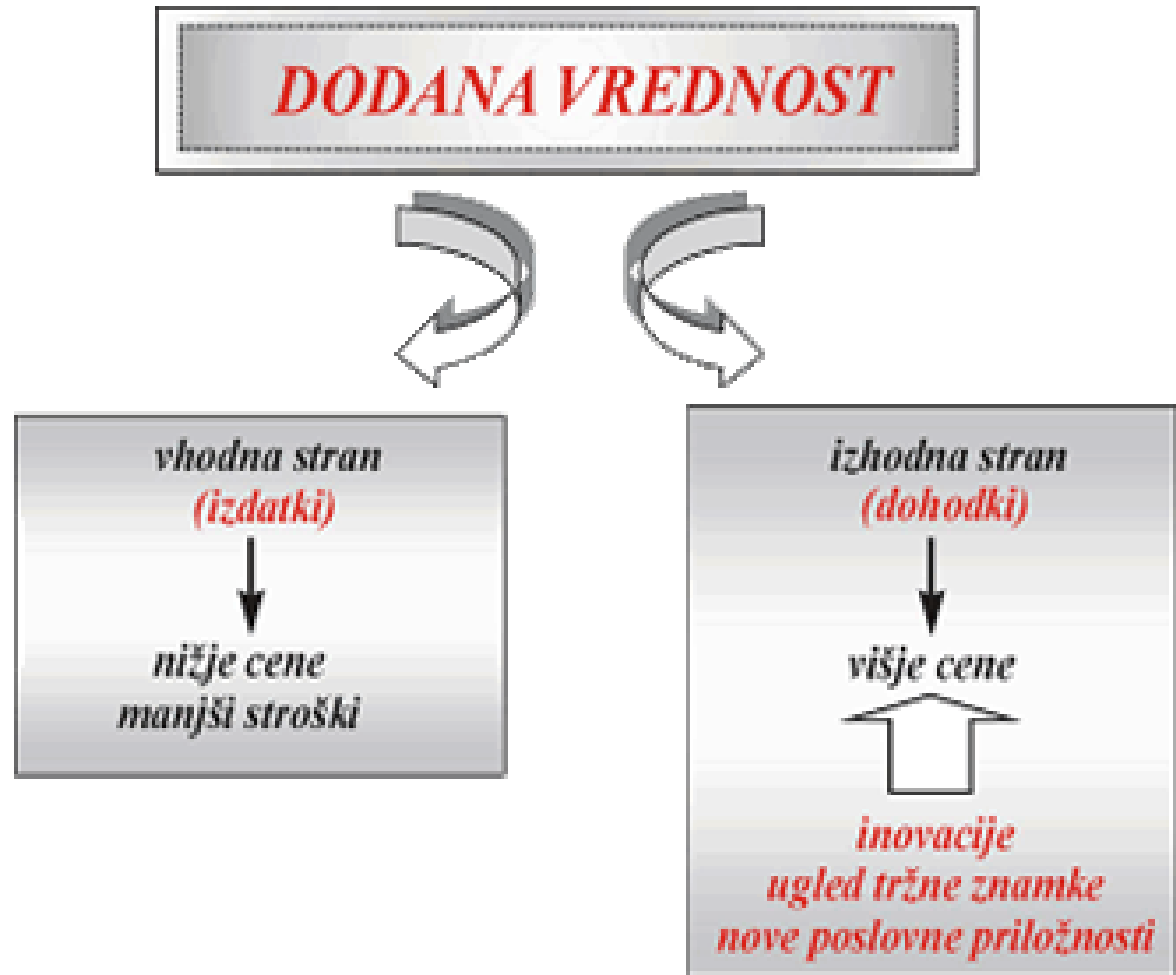 DODANA VREDNOST
vhodna stran
(izdatki)
nižje cene
manjši stroški
izhodna stran
(dohodki)
višje cene
inovacije
ugled tržne znamke
nove poslovne priložnosti